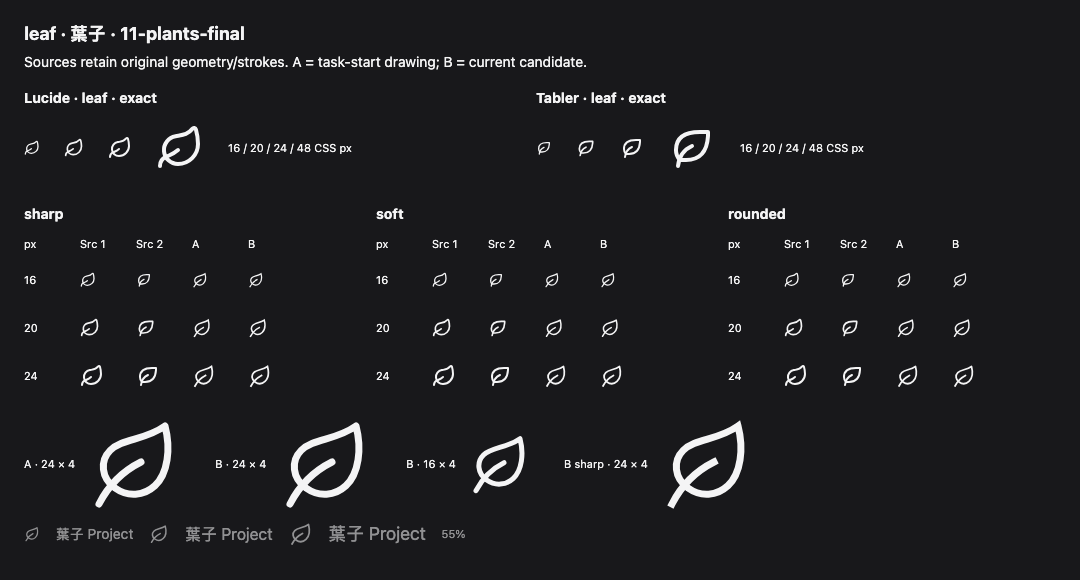 leaf · 葉子 · 11-plants-final
Sources retain original geometry/strokes. A = task-start drawing; B = current candidate.
Lucide · leaf · exact
Tabler · leaf · exact
16 / 20 / 24 / 48 CSS px
16 / 20 / 24 / 48 CSS px
sharp
soft
rounded
px Src 1 Src 2 A B
px Src 1 Src 2 A B
px Src 1 Src 2 A B
16
16
16
20
20
20
24
24
24
A · 24 × 4
B · 24 × 4
B · 16 × 4
B sharp · 24 × 4
葉子 Project
葉子 Project
葉子 Project
55%